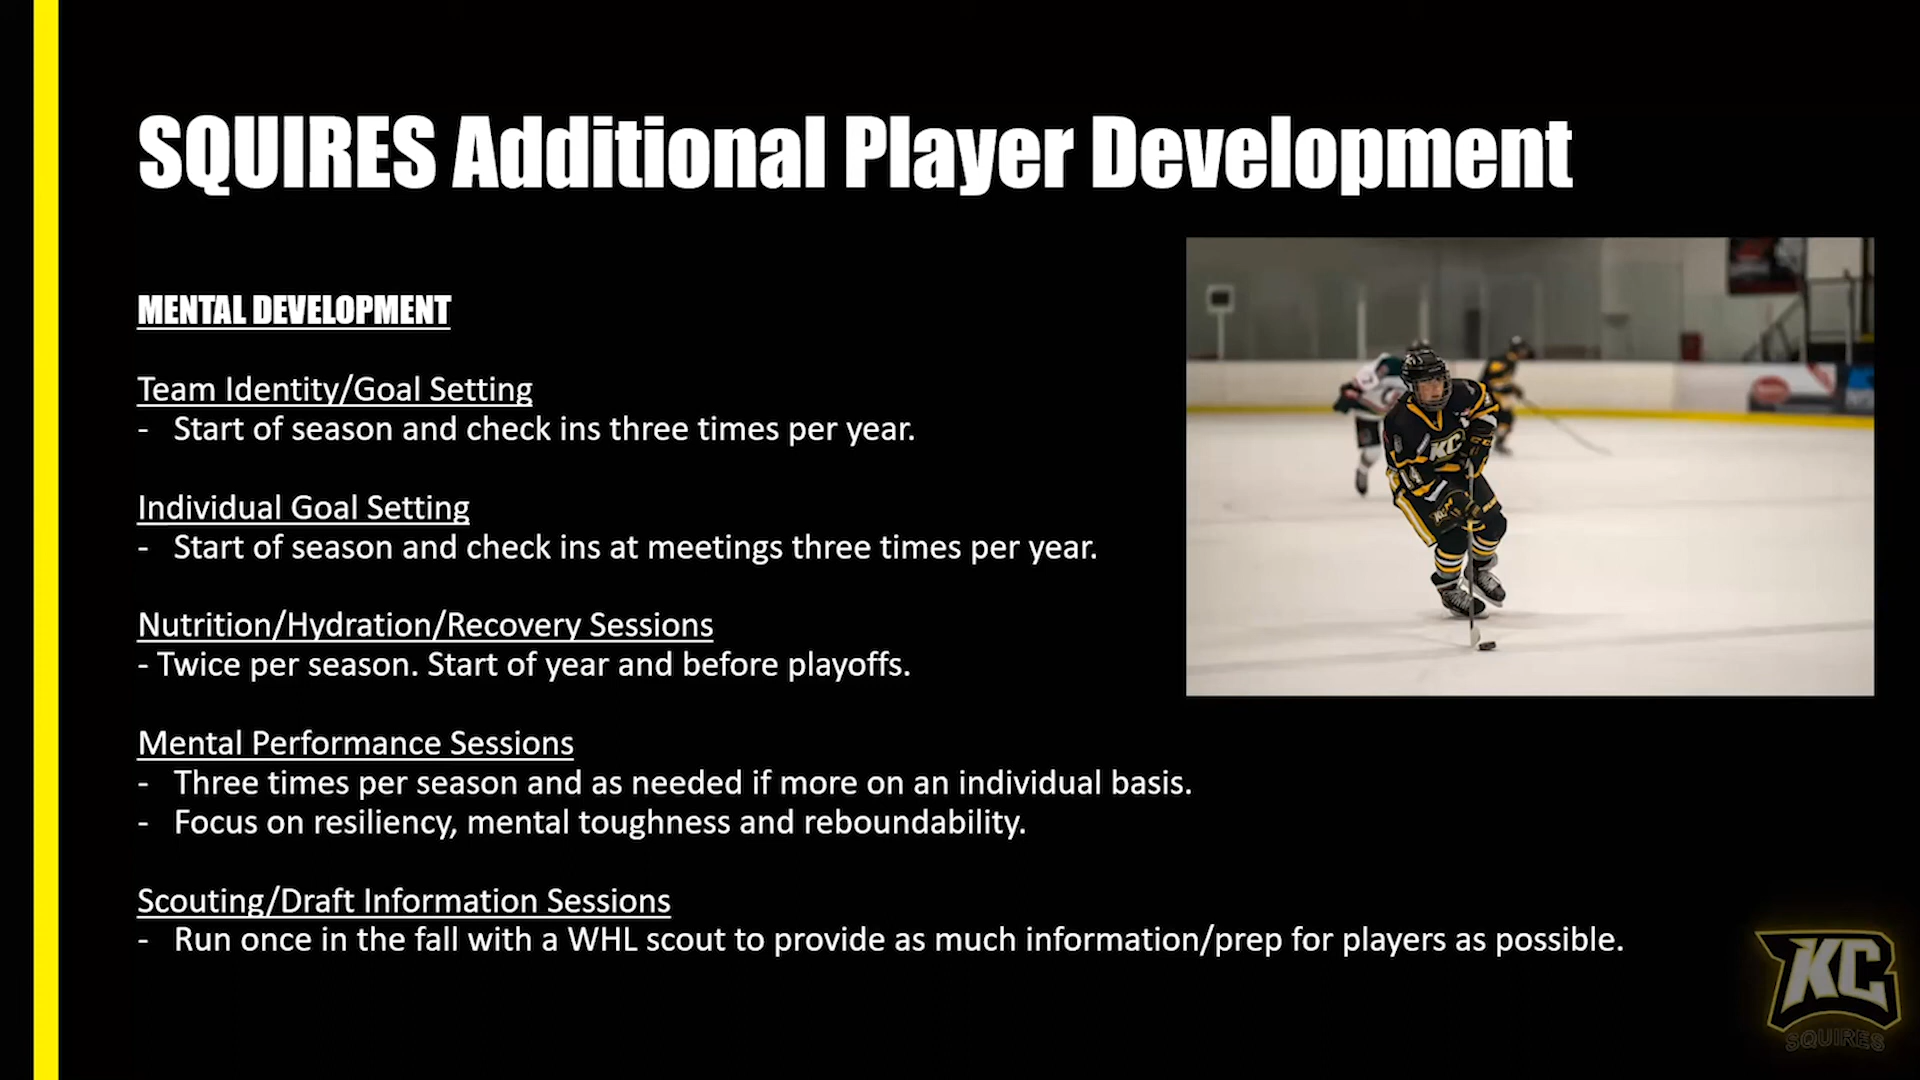 SQUIRES Additional Player Development
MENTAL DEVELOPMENT
Team Identity/Goal Setting
- Start of season and check ins three times per year.
Individual Goal Setting
- Start of season and check ins at meetings three times per year.
Nutrition/Hydration/Recovery Sessions
- Twice per season. Start of year and before playoffs.
Mental Performance Sessions
- Three times per season and as needed if more on an individual basis.
- Focus on resiliency, mental toughness and reboundability.
Scouting/Draft Information Sessions
- Run once in the fall with a WHL scout to provide as much information/prep for players as possible.
KC
14
KC
SQUIRES